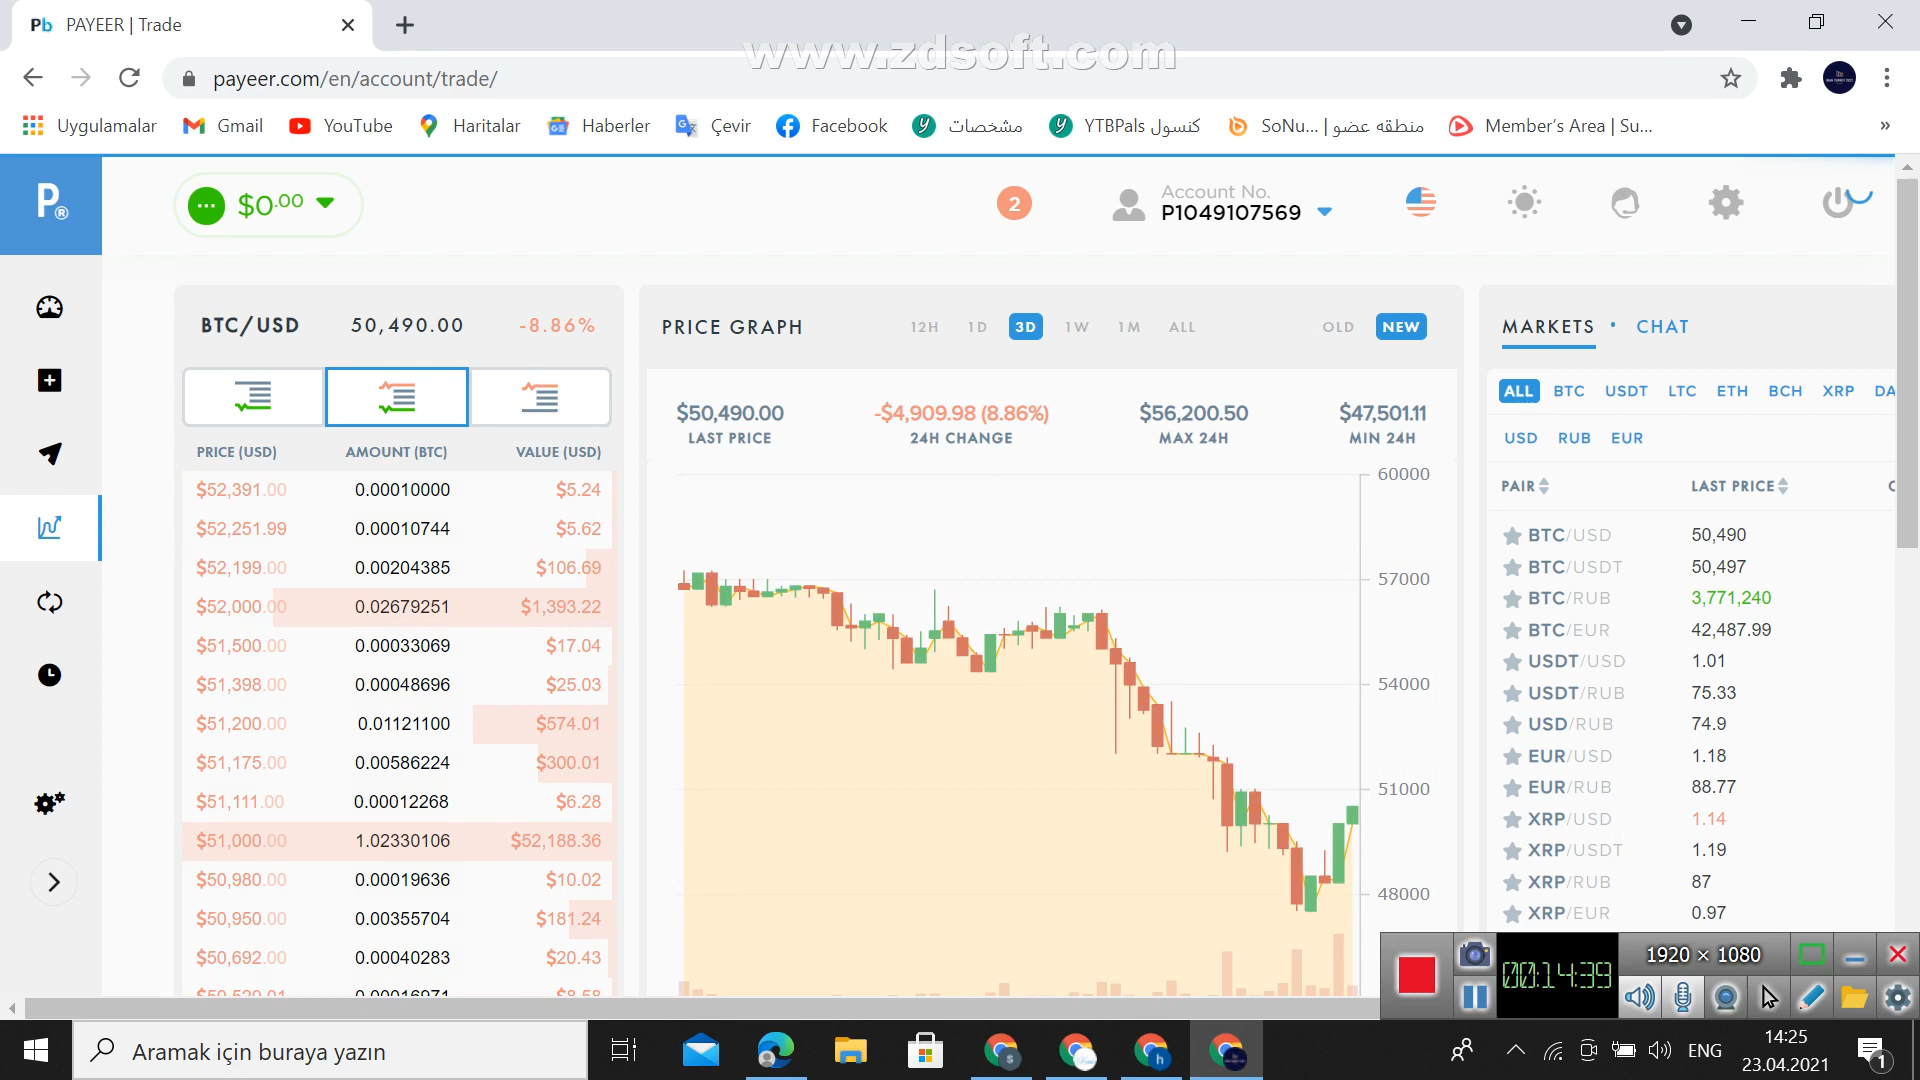 Pb PAYEER | Trade
www.zdsoft.com
payeer.com/en/account/trade/
Uygulamalar Gmail YouTube Haritalar Haberler Çevir Facebook مشخصات كنسول YTBPals SoNu... | منطقه عضو Member's Area | Su... »
P® $0.00 2 Account No.
P1049107569
BTC/USD 50,490.00 -8.86%
PRICE GRAPH 12H 1D 3D 1W 1M ALL OLD NEW
MARKETS • CHAT
$50,490.00 -$4,909.98 (8.86%) $56,200.50 $47,501.11
LAST PRICE 24H CHANGE MAX 24H MIN 24H
ALL BTC USDT LTC ETH BCH XRP DA
USD RUB EUR
PRICE (USD) AMOUNT (BTC) VALUE (USD)
$52,391.00 0.00010000 $5.24
$52,251.99 0.00010744 $5.62
$52,199.00 0.00204385 $106.69
$52,000.00 0.02679251 $1,393.22
$51,500.00 0.00033069 $17.04
$51,398.00 0.00048696 $25.03
$51,200.00 0.01121100 $574.01
$51,175.00 0.00586224 $300.01
$51,111.00 0.00012268 $6.28
$51,000.00 1.02330106 $52,188.36
$50,980.00 0.00019636 $10.02
$50,950.00 0.00355704 $181.24
$50,692.00 0.00040283 $20.43
$50,520.01 0.00016971 $8.58
60000
57000
54000
51000
48000
PAIR LAST PRICE C
BTC/USD 50,490
BTC/USDT 50,497
BTC/RUB 3,771,240
BTC/EUR 42,487.99
USDT/USD 1.01
USDT/RUB 75.33
USD/RUB 74.9
EUR/USD 1.18
EUR/RUB 88.77
XRP/USD 1.14
XRP/USDT 1.19
XRP/RUB 87
XRP/EUR 0.97
00:14:39 1920 × 1080
Aramak için buraya yazın
ENG 14:25
23.04.2021 1